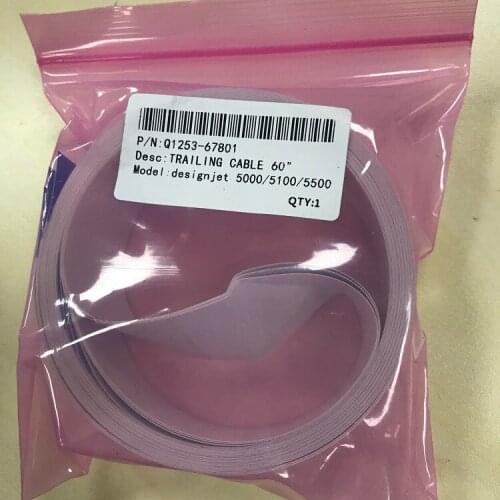 P/N:Q1253-67801
Desc:TRAILING CABLE 60"
Model:designjet 5000/5100/5500
QTY:1